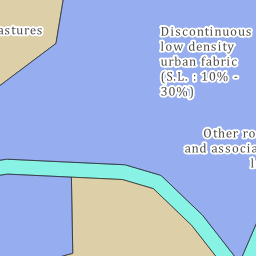 astures
Discontinuous
low density
urban fabric
(S.L. : 10% -
30%)
Other ro
and associa
l